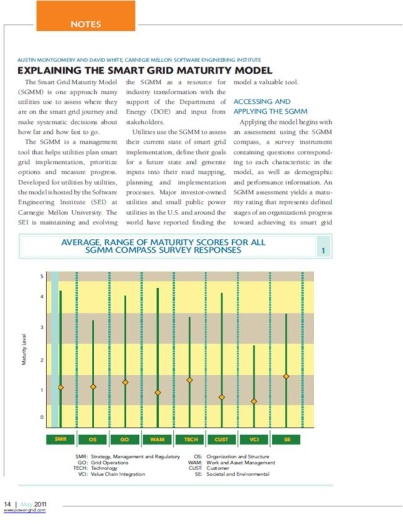 NOTES
AUSTIN MONTGOMERY AND DAVID WHITE, CARNEGIE MELLON SOFTWARE ENGINEERING INSTITUTE
EXPLAINING THE SMART GRID MATURITY MODEL
The Smart Grid Maturity Model
(SGMM) is one approach many
utilities use to assess where they
are on the smart grid journey and
make systematic decisions about
how far and how fast to go.
The SGMM is a management
tool that helps utilities plan smart
grid implementation, prioritize
options and measure progress.
Developed for utilities by utilities,
the model is hosted by the Software
Engineering Institute (SEI) at
Carnegie Mellon University. The
SEI is maintaining and evolving
the SGMM as a resource for
industry transformation with the
support of the Department of
Energy (DOE) and input from
stakeholders.
Utilities use the SGMM to assess
their current state of smart grid
implementation, define their goals
for a future state and generate
inputs into their road mapping,
planning and implementation
processes. Major investor-owned
utilities and small public power
utilities in the U.S. and around the
world have reported finding the
model a valuable tool.
ACCESSING AND
APPLYING THE SGMM
Applying the model begins with
an assessment using the SGMM
compass, a survey instrument
containing questions correspond-
ing to each characteristic in the
model, as well as demographic
and performance information. An
SGMM assessment yields a matu-
rity rating that represents defined
stages of an organization's progress
toward achieving its smart grid
AVERAGE, RANGE OF MATURITY SCORES FOR ALL
SGMM COMPASS SURVEY RESPONSES
1
Maturity Level
5
4
3
2
1
0
SMR OS GO WAM TECH CUST VCI SE
SMR: Strategy, Management and Regulatory
GO: Grid Operations
TECH: Technology
VCI: Value Chain Integration
OS: Organization and Structure
WAM: Work and Asset Management
CUST: Customer
SE: Societal and Environmental
14 | May 2011
www.power-grid.com